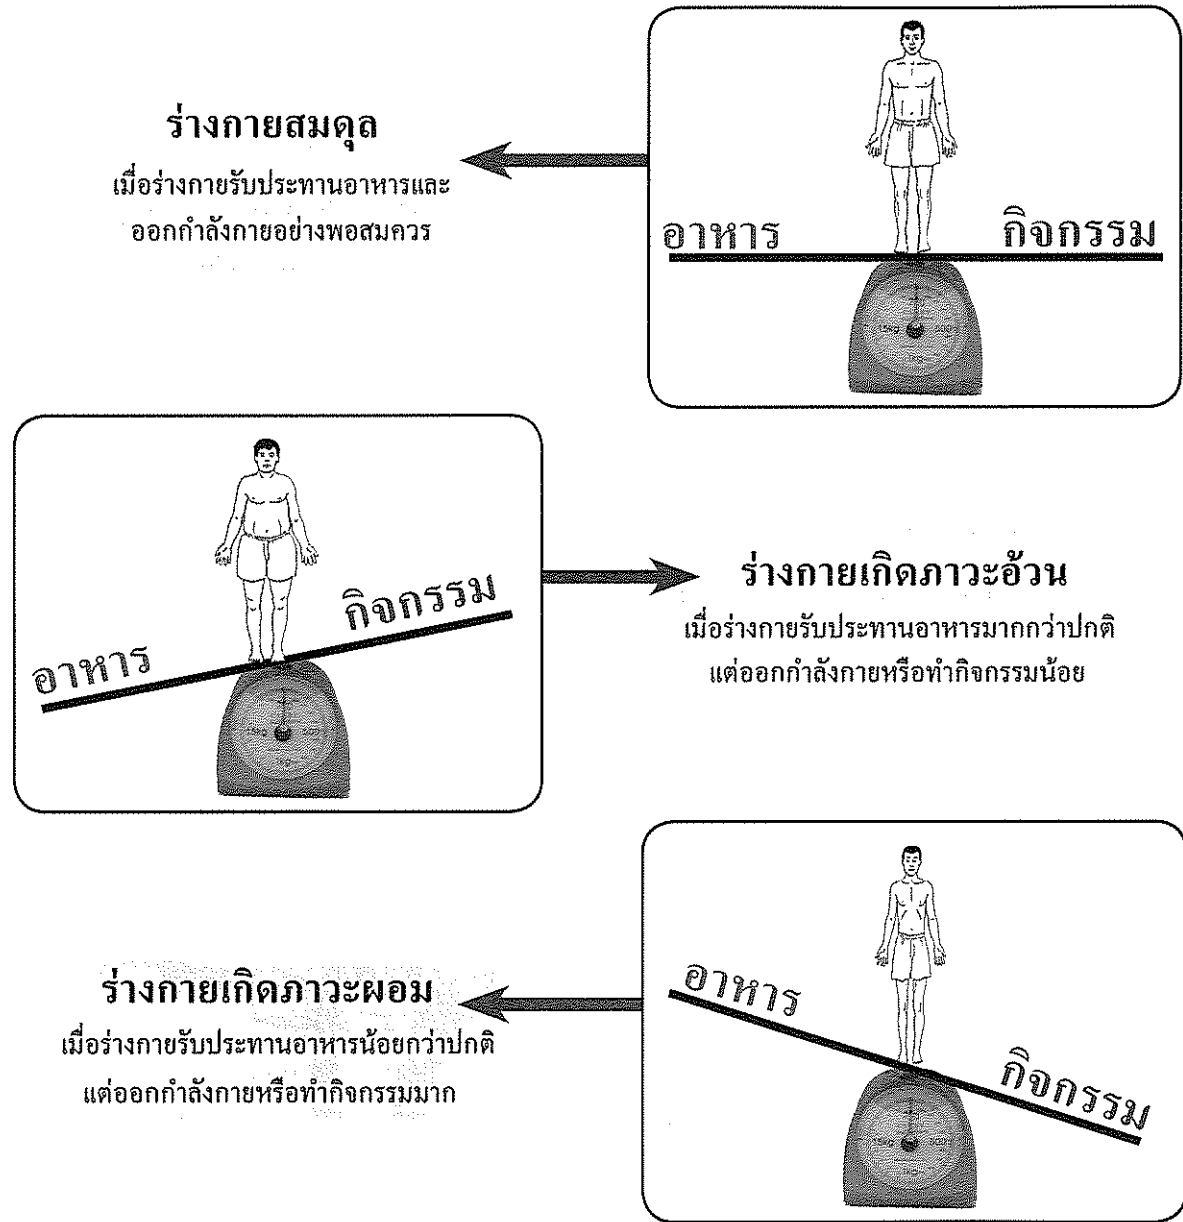 ร่างกายสมดุล
เมื่อร่างกายรับประทานอาหารและ
ออกกำลังกายอย่างพอสมควร
อาหาร
กิจกรรม
อาหาร
กิจกรรม
ร่างกายเกิดภาวะอ้วน
เมื่อร่างกายรับประทานอาหารมากกว่าปกติ
แต่ออกกำลังกายหรือทำกิจกรรมน้อย
ร่างกายเกิดภาวะผอม
เมื่อร่างกายรับประทานอาหารน้อยกว่าปกติ
แต่ออกกำลังกายหรือทำกิจกรรมมาก
อาหาร
กิจกรรม